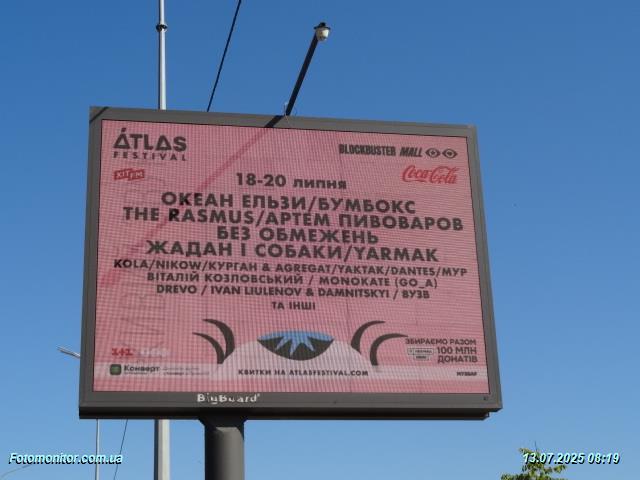 ATLAS
FESTIVAL
BLOCKBUSTER MALL
ХІТ FM
Coca-Cola
18-20 липня
ОКЕАН ЕЛЬЗИ/БУМБОКС
THE RASMUS/АРТЕМ ПИВОВАРОВ
БЕЗ ОБМЕЖЕНЬ
ЖАДАН І СОБАКИ/YARMAK
KOLA/NIKOW/КУРГАН & AGREGAT/YAKTAK/DANTES/МУР
ВІТАЛІЙ КОЗЛОВСЬКИЙ / MONOKATE (GO_A)
DREVO / IVAN LIULENOV & DAMNITSKYI / ВУЗВ
ТА ІНШІ
ЗБИРАЄМО РАЗОМ
100 МЛН
ДОНАТІВ
1+1
Конверт
КВИТКИ НА ATLASFESTIVAL.COM
BigBoard
Fotomonitor.com.ua
13.07.2025 08:19